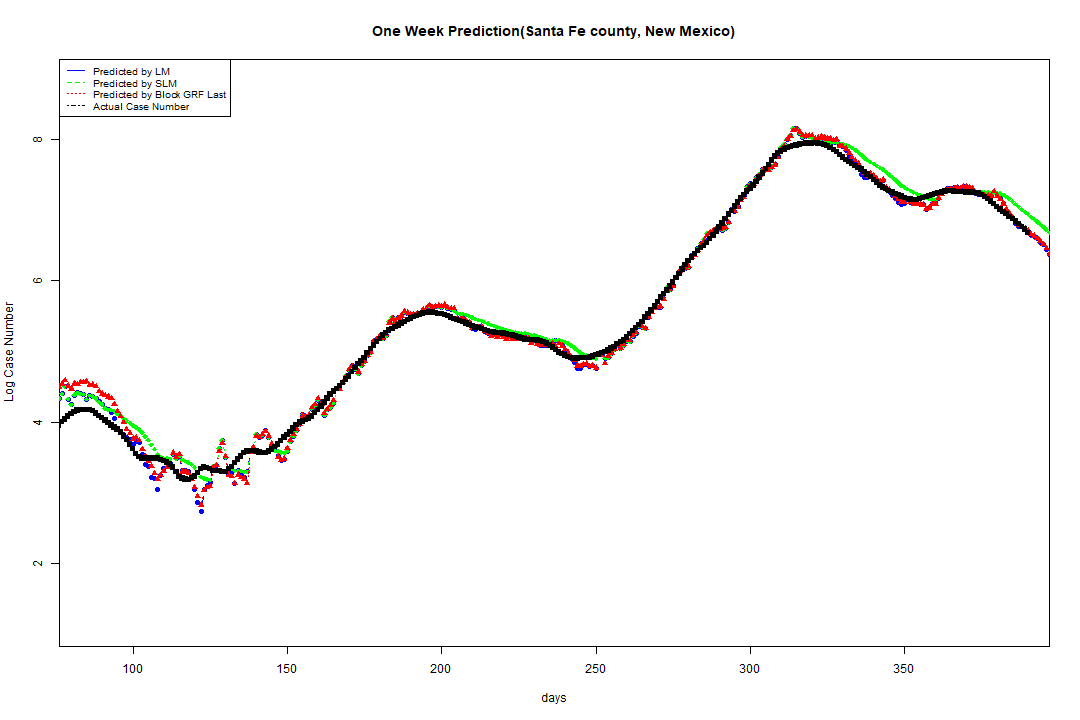 One Week Prediction(Santa Fe county, New Mexico)
Predicted by LM
Predicted by SLM
Predicted by Block GRF Last
Actual Case Number
8
6
4
2
Log Case Number
100 150 200 250 300 350
days